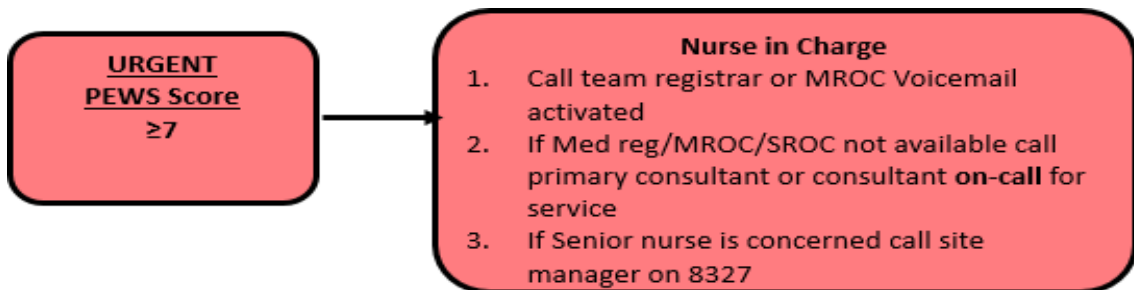 URGENT
PEWS Score
≥7
Nurse in Charge
1. Call team registrar or MROC Voicemail
activated
2. If Med reg/MROC/SROC not available call
primary consultant or consultant on-call for
service
3. If Senior nurse is concerned call site
manager on 8327